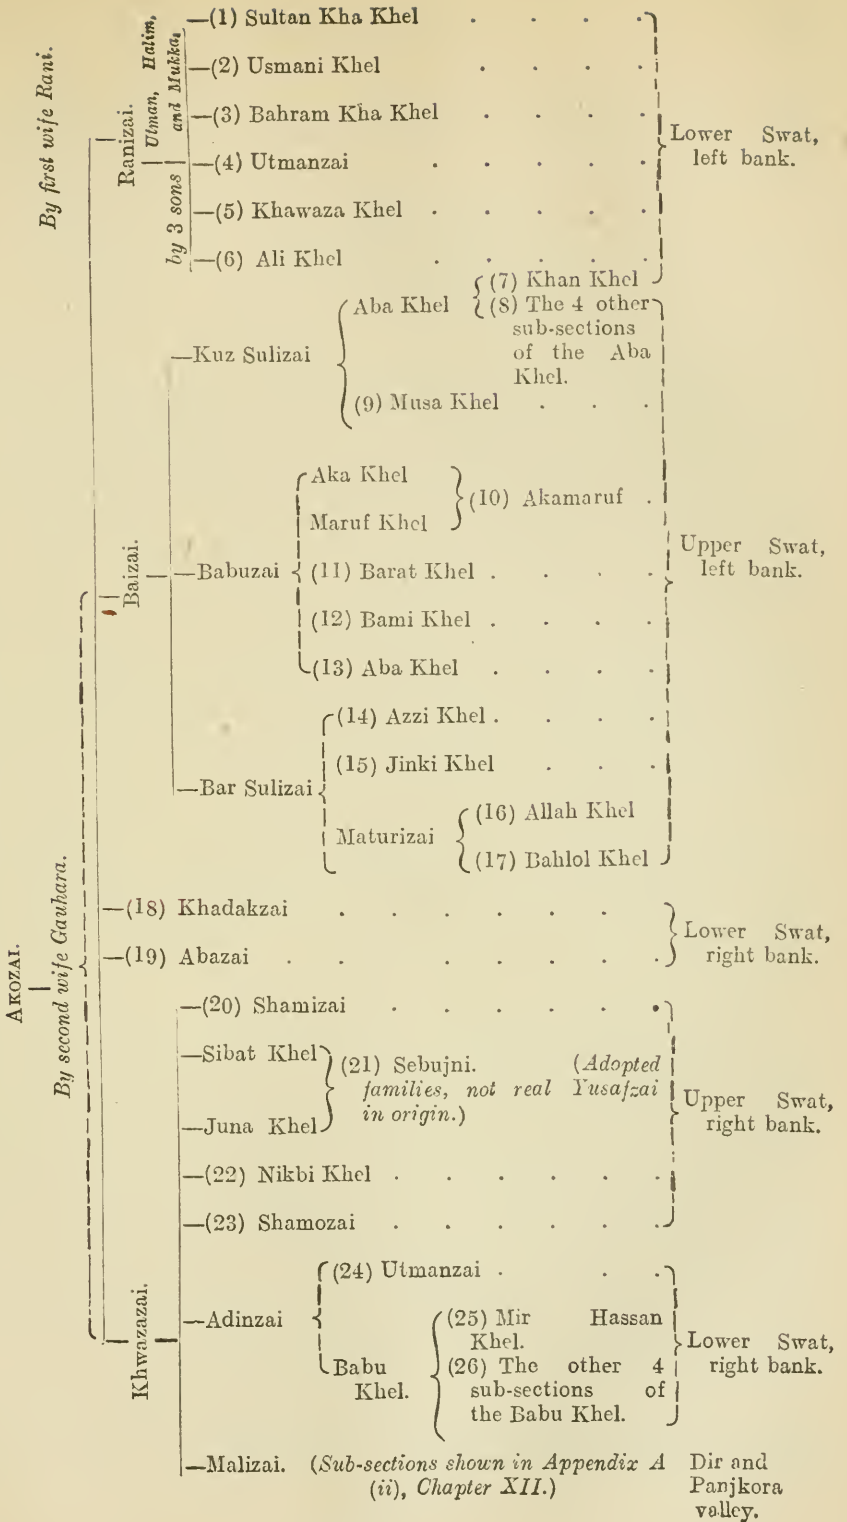 AKOZAI.
By first wife Rani.
By second wife Gauhara.
Ranizai.
by 3 sons Utman, Halim,
and Mukka,
—(1) Sultan Kha Khel . . . .
—(2) Usmani Khel . . . .
—(3) Bahram Kha Khel . . . .
—(4) Utmanzai . . . . .
—(5) Khawaza Khel . . . . .
—(6) Ali Khel . . . . .
(7) Khan Khel
Lower Swat,
left bank.
Baizai.
—Kuz Sulizai
Aba Khel
(8) The 4 other
sub-sections
of the Aba
Khel.
(9) Musa Khel . . .
—Babuzai
Aka Khel
Maruf Khel
(10) Akamaruf .
(11) Barat Khel . . . .
(12) Bami Khel . . . .
(13) Aba Khel . . . .
—Bar Sulizai
(14) Azzi Khel . . . .
(15) Jinki Khel . . .
Maturizai
(16) Allah Khel
(17) Bahlol Khel
Upper Swat,
left bank.
—(18) Khadakzai . . . . . .
—(19) Abazai . . . . . . .
Lower Swat,
right bank.
Khwazazai.
—(20) Shamizai . . . . . .
—Sibat Khel
—Juna Khel
(21) Sebujni. (Adopted
families, not real Yusafzai
in origin.)
—(22) Nikbi Khel . . . . . .
—(23) Shamozai . . . . . .
Upper Swat,
right bank.
—Adinzai
(24) Utmanzai . . .
Babu
Khel.
(25) Mir Hassan
Khel.
(26) The other 4
sub-sections of
the Babu Khel.
Lower Swat,
right bank.
—Malizai. (Sub-sections shown in Appendix A
(ii), Chapter XII.)
Dir and
Panjkora
valley.